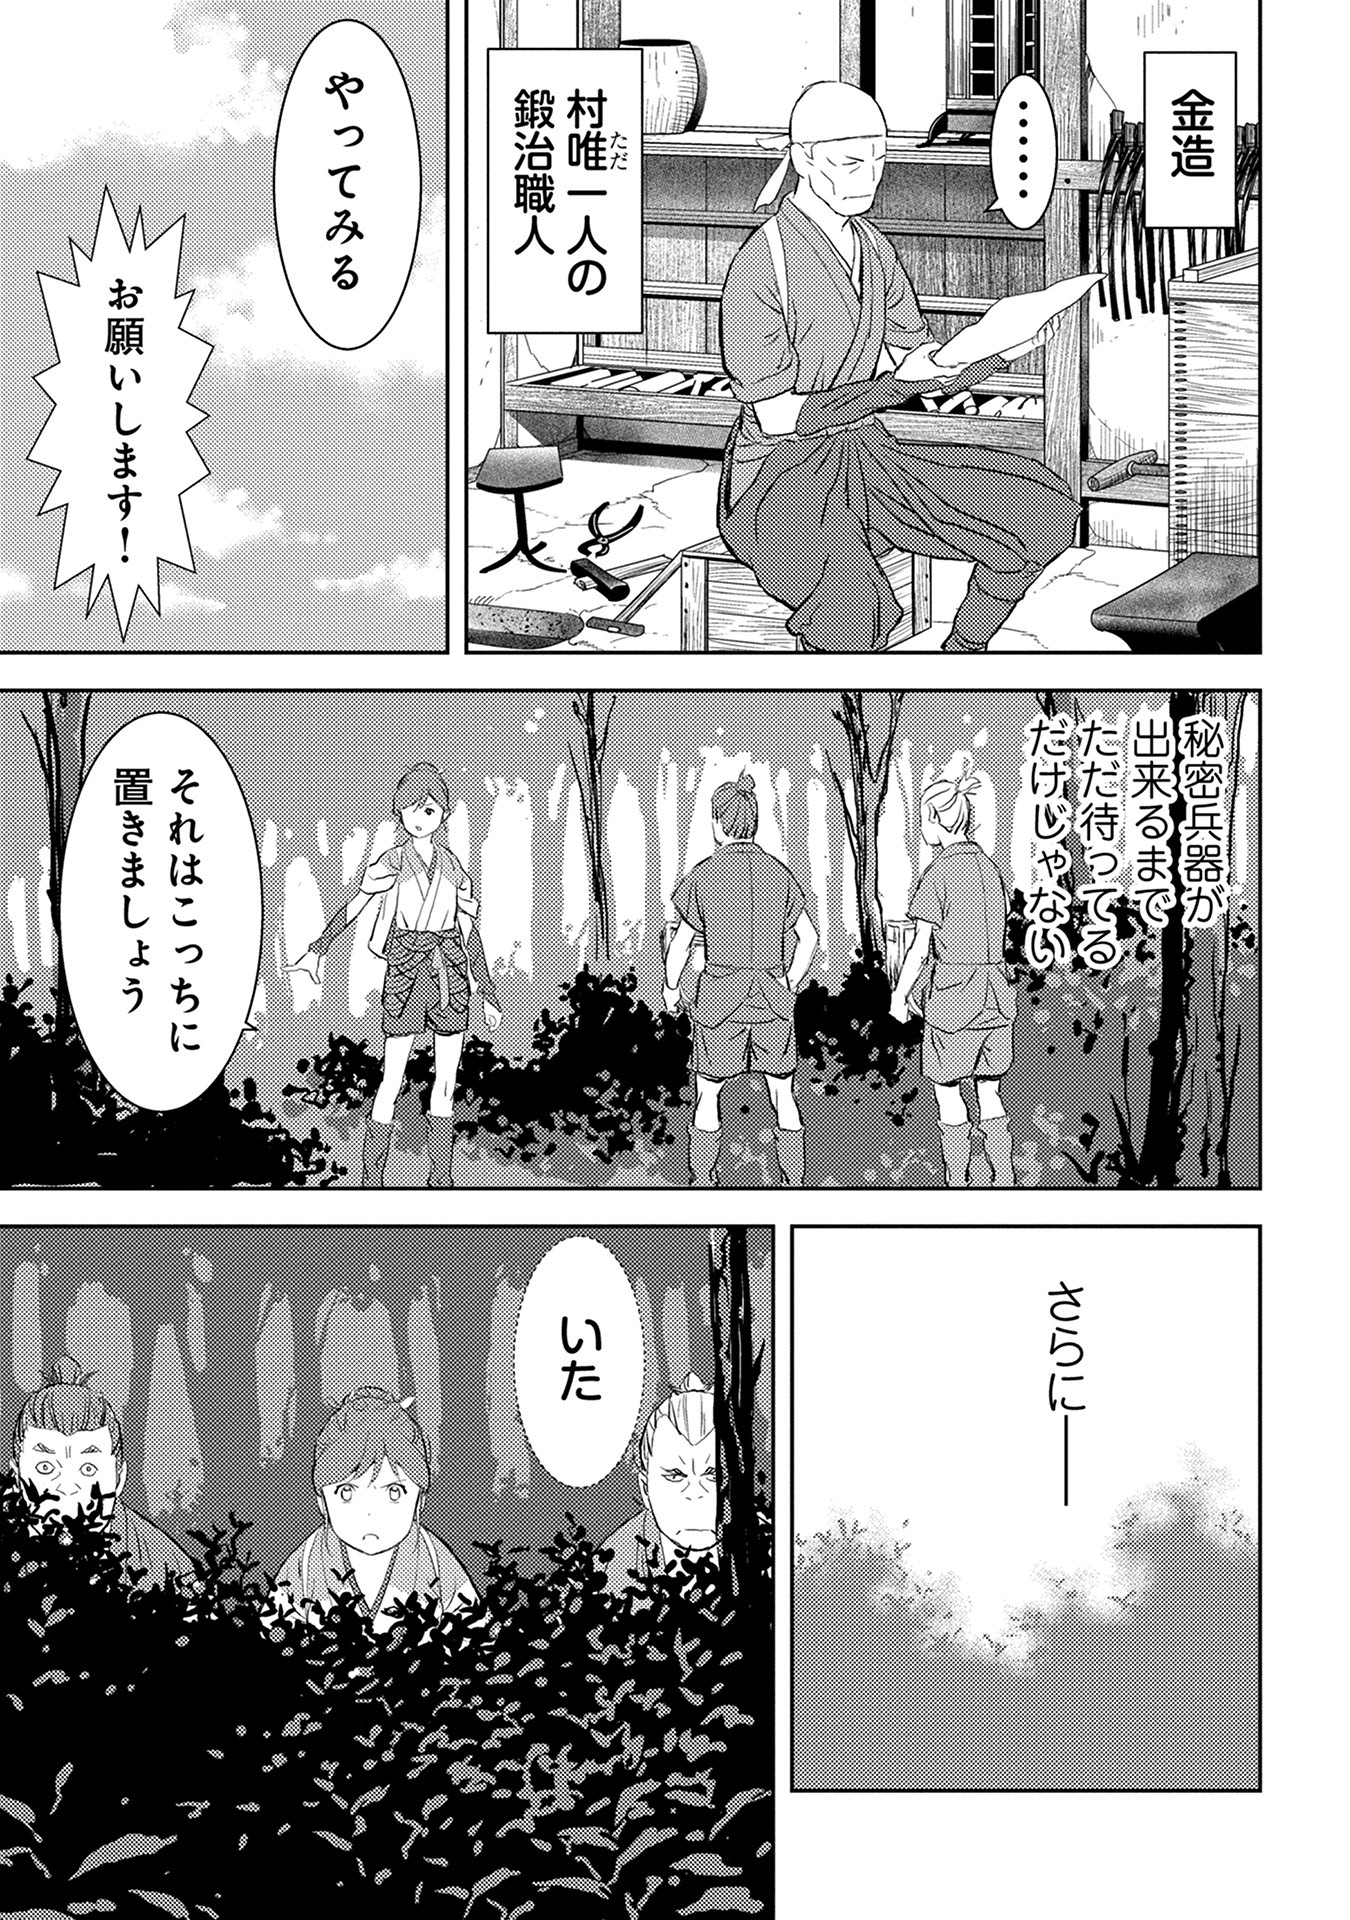 金造
………
村唯一人の
ただ
鍛治職人
やってみる
お願いします！
秘密兵器が
出来るまで
ただ待ってる
だけじゃない
それはこっちに
置きましょう
さらに──
いた